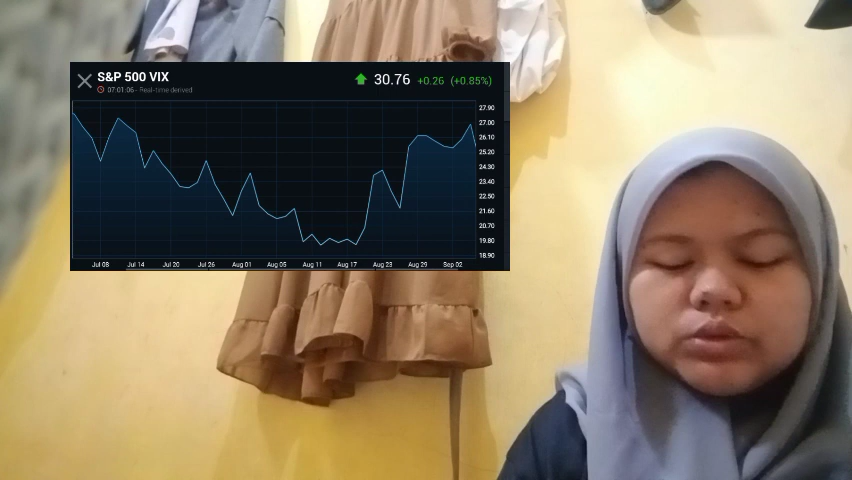 S&P 500 VIX
30.76 +0.26 (+0.85%)
07:01:06 - Real-time derived
27.90
27.00
26.10
25.20
24.30
23.40
22.50
21.60
20.70
19.80
18.90
Jul 08 Jul 14 Jul 20 Jul 26 Aug 01 Aug 05 Aug 11 Aug 17 Aug 23 Aug 29 Sep 02